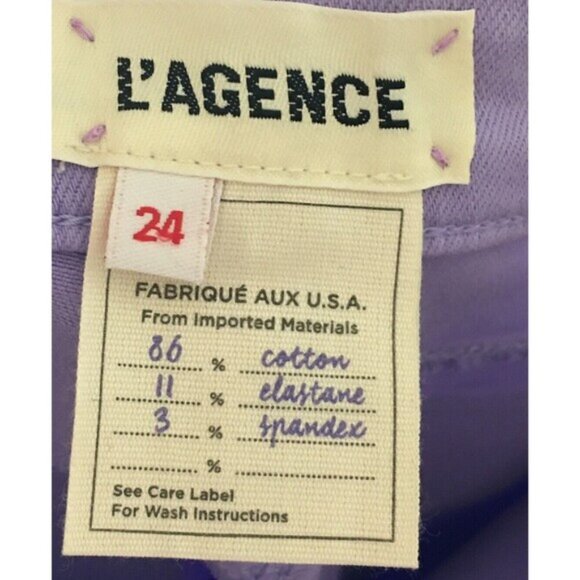 L'AGENCE
24
FABRIQUÉ AUX U.S.A.
From Imported Materials
86 % cotton
11 % elastane
3 % spandex
%
See Care Label
For Wash Instructions